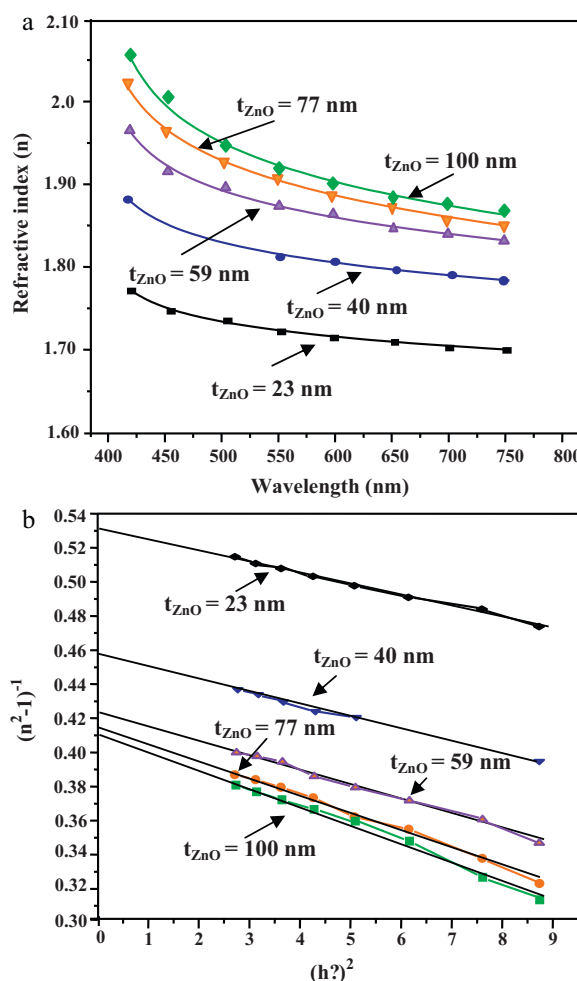 a
2.10
2.00
1.90
1.80
1.70
1.60
Refractive index (n)
t_ZnO = 77 nm
t_ZnO = 100 nm
t_ZnO = 59 nm
t_ZnO = 40 nm
t_ZnO = 23 nm
400 450 500 550 600 650 700 750 800
Wavelength (nm)
b
0.54
0.52
0.50
0.48
0.46
0.44
0.42
0.40
0.38
0.36
0.34
0.32
0.30
(n²-1)⁻¹
t_ZnO = 23 nm
t_ZnO = 40 nm
t_ZnO = 77 nm
t_ZnO = 59 nm
t_ZnO = 100 nm
0 1 2 3 4 5 6 7 8 9
(h?)²